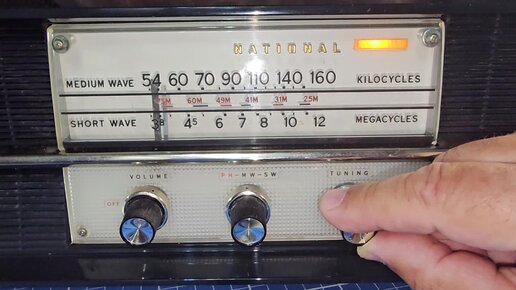 NATIONAL
MEDIUM WAVE 54 60 70 90 110 140 160 KILOCYCLES
75M 60M 49M 41M 31M 25M
SHORT WAVE 3.8 4.5 6 7 8 10 12 MEGACYCLES
VOLUME PH-MW-SW TUNING
OFF